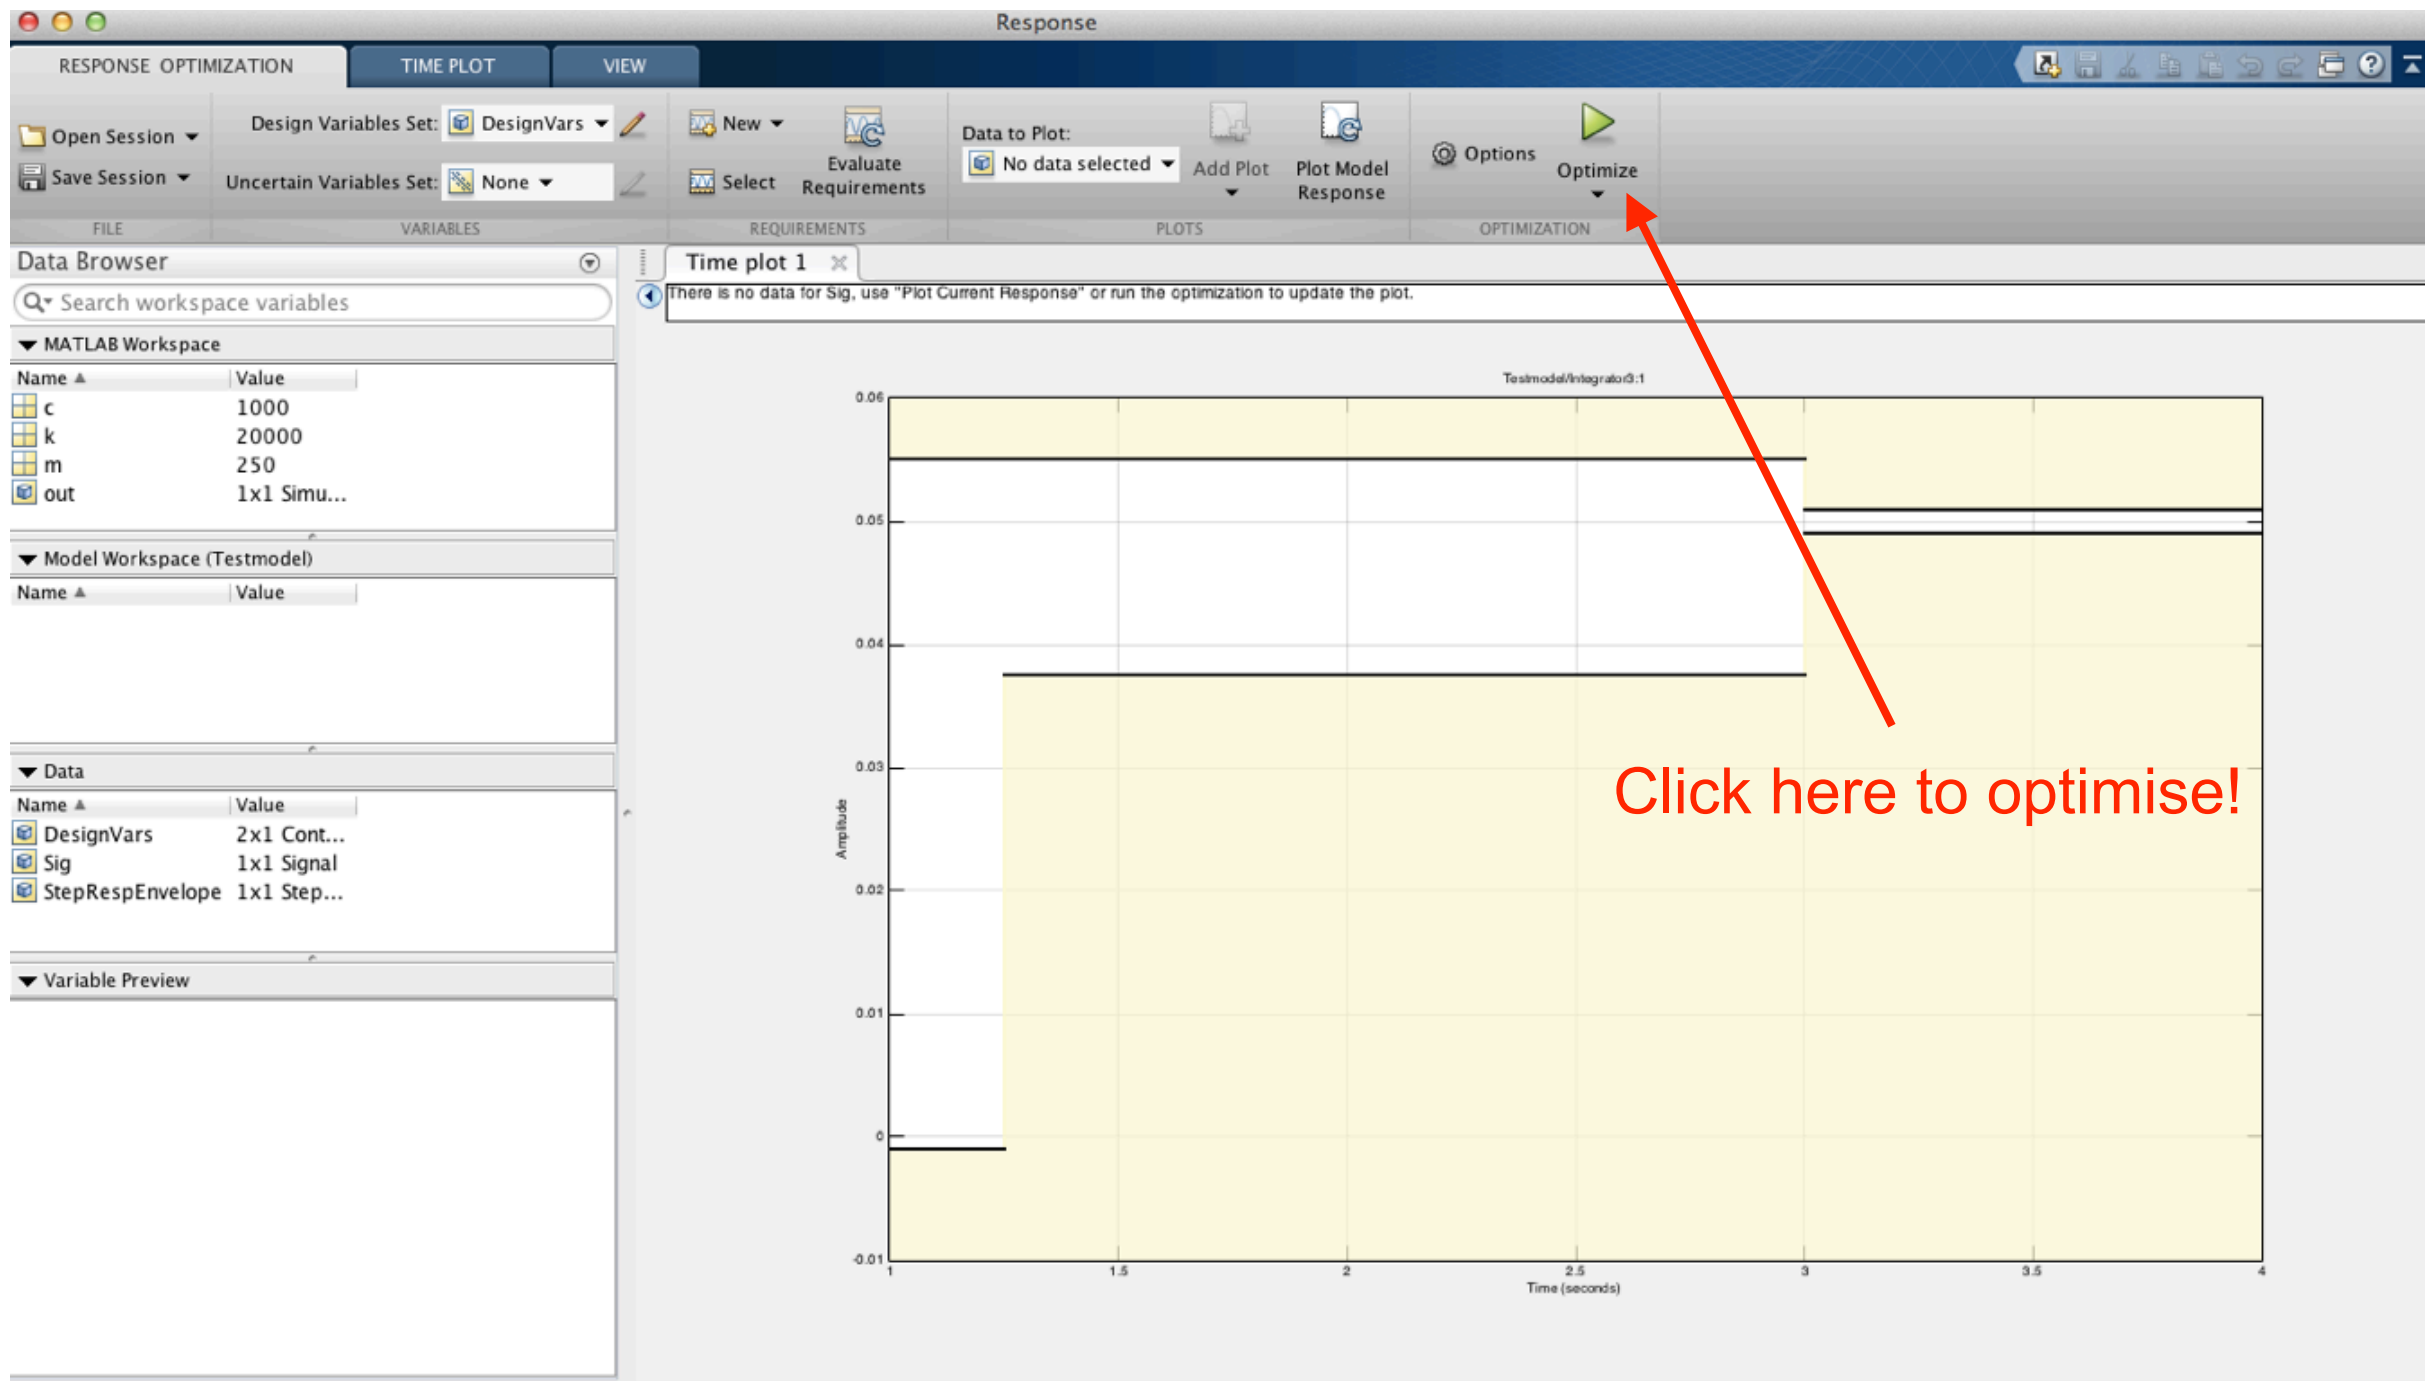 Response
RESPONSE OPTIMIZATION
TIME PLOT
VIEW
Open Session
Save Session
FILE
Design Variables Set: DesignVars
Uncertain Variables Set: None
VARIABLES
New
Select
Evaluate
Requirements
REQUIREMENTS
Data to Plot:
No data selected
Add Plot
Plot Model
Response
PLOTS
Options
Optimize
OPTIMIZATION
Data Browser
Search workspace variables
MATLAB Workspace
Name Value
c 1000
k 20000
m 250
out 1x1 Simu...
Model Workspace (Testmodel)
Name Value
Data
Name Value
DesignVars 2x1 Cont...
Sig 1x1 Signal
StepRespEnvelope 1x1 Step...
Variable Preview
Time plot 1
There is no data for Sig, use "Plot Current Response" or run the optimization to update the plot.
Testmodel/Integrator3:1
0.06
0.05
0.04
0.03
0.02
0.01
0
-0.01
Amplitude
1 1.5 2 2.5 3 3.5 4
Time (seconds)
Click here to optimise!